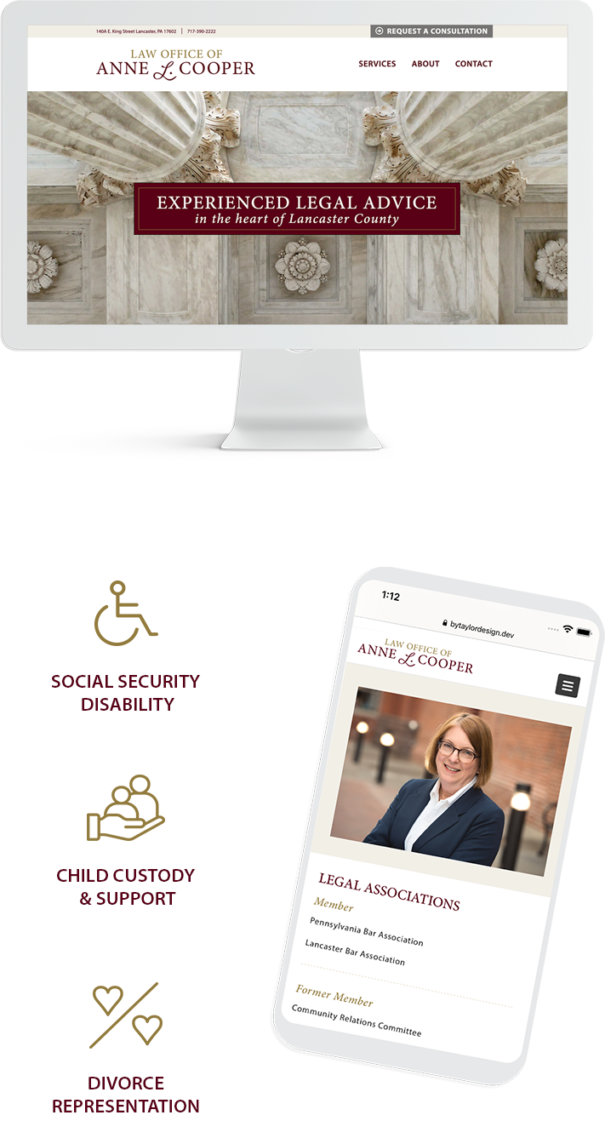 140A E. King Street Lancaster, PA 17602 | 717-390-2222
REQUEST A CONSULTATION
LAW OFFICE OF
ANNE L. COOPER
SERVICES ABOUT CONTACT
EXPERIENCED LEGAL ADVICE
in the heart of Lancaster County
SOCIAL SECURITY
DISABILITY
CHILD CUSTODY
& SUPPORT
DIVORCE
REPRESENTATION
1:12
bytaylordesign.dev
LAW OFFICE OF
ANNE L. COOPER
LEGAL ASSOCIATIONS
Member
Pennsylvania Bar Association
Lancaster Bar Association
Former Member
Community Relations Committee